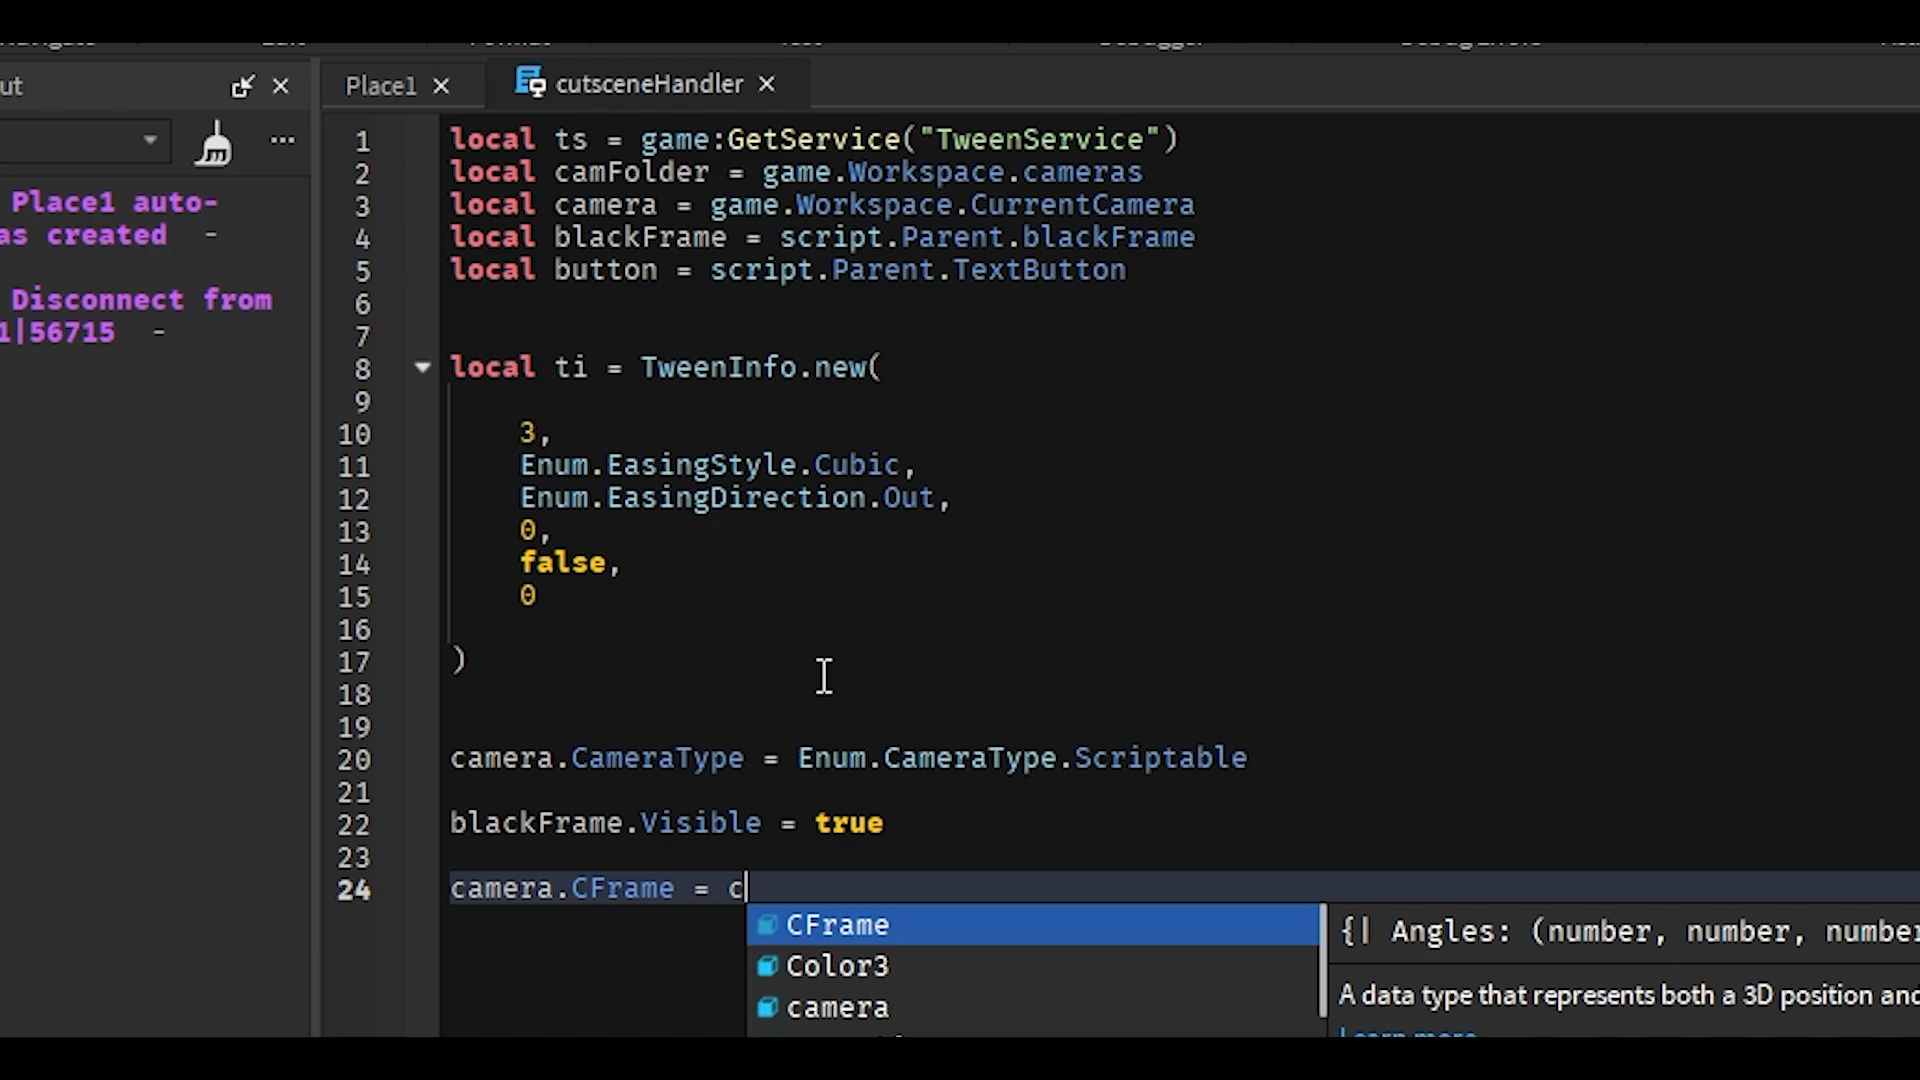 ut
Place1
cutsceneHandler
Place1 auto-
as created -
Disconnect from
1|56715 -
1 local ts = game:GetService("TweenService")
2 local camFolder = game.Workspace.cameras
3 local camera = game.Workspace.CurrentCamera
4 local blackFrame = script.Parent.blackFrame
5 local button = script.Parent.TextButton
6
7
8 local ti = TweenInfo.new(
9
10 3,
11 Enum.EasingStyle.Cubic,
12 Enum.EasingDirection.Out,
13 0,
14 false,
15 0
16
17 )
18
19
20 camera.CameraType = Enum.CameraType.Scriptable
21
22 blackFrame.Visible = true
23
24 camera.CFrame = c
CFrame
Color3
camera
{| Angles: (number, number, number
A data type that represents both a 3D position and
Learn more